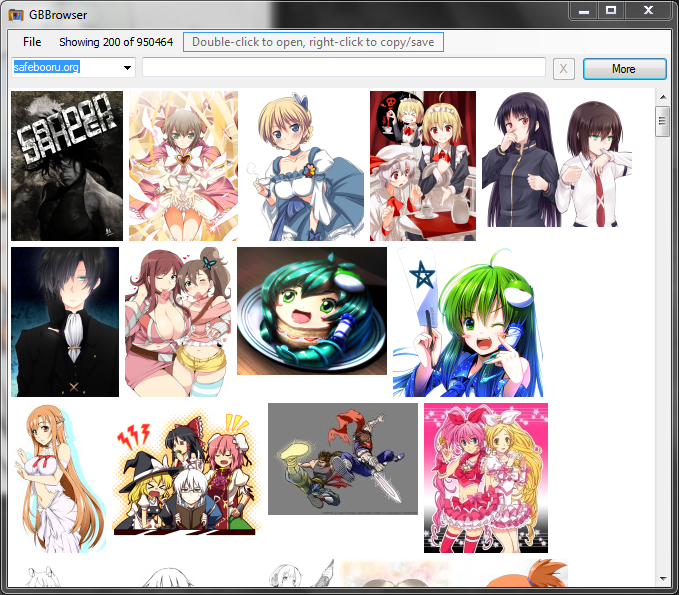 GBBrowser
File Showing 200 of 950464 Double-click to open, right-click to copy/save
safebooru.org X More